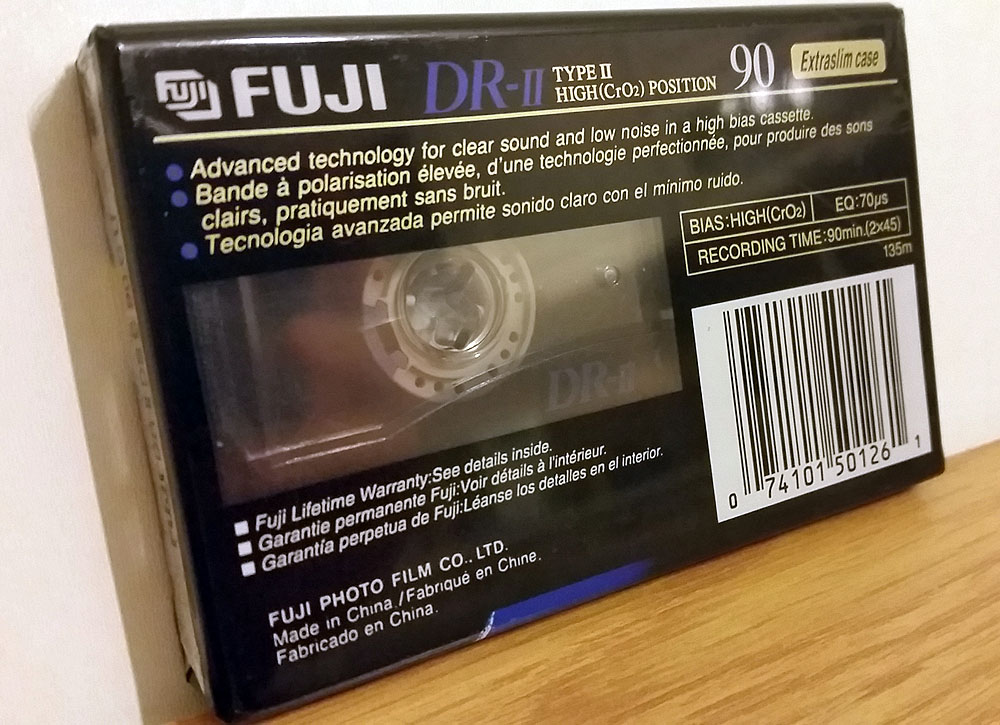 FUJI FUJI DR-II TYPE II 90 Extraslim case
HIGH(CrO₂) POSITION
Advanced technology for clear sound and low noise in a high bias cassette.
Bande à polarisation élevée, d'une technologie perfectionnée, pour produire des sons
clairs, pratiquement sans bruit.
Tecnologia avanzada permite sonido claro con el mínimo ruido.
BIAS:HIGH(CrO₂) EQ:70µs
RECORDING TIME:90min.(2×45)
135m
DR-II
Fuji Lifetime Warranty:See details inside.
Garantie permanente Fuji:Voir détails à l'intérieur.
Garantía perpetua de Fuji:Léanse los detalles en el interior.
0 74101 50126 1
FUJI PHOTO FILM CO., LTD.
Made in China./Fabriqué en Chine.
Fabricado en China.